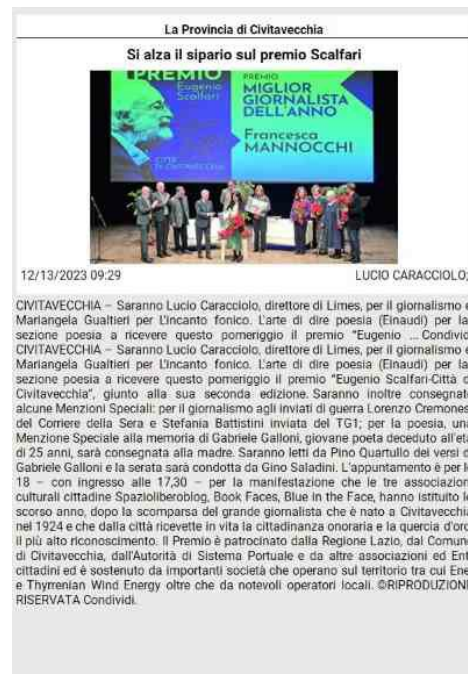 La Provincia di Civitavecchia
Si alza il sipario sul premio Scalfari
PREMIO
Eugenio
Scalfari
PREMIO
MIGLIOR
GIORNALISTA
DELL'ANNO
Francesca
MANNOCCHI
12/13/2023 09:29
LUCIO CARACCIOLO;
CIVITAVECCHIA – Saranno Lucio Caracciolo, direttore di Limes, per il giornalismo e
Mariangela Gualtieri per L'incanto fonico. L'arte di dire poesia (Einaudi) per la
sezione poesia a ricevere questo pomeriggio il premio "Eugenio ... Condivid
CIVITAVECCHIA – Saranno Lucio Caracciolo, direttore di Limes, per il giornalismo e
Mariangela Gualtieri per L'incanto fonico. L'arte di dire poesia (Einaudi) per la
sezione poesia a ricevere questo pomeriggio il premio "Eugenio Scalfari-Città d
Civitavecchia", giunto alla sua seconda edizione. Saranno inoltre consegnat
alcune Menzioni Speciali: per il giornalismo agli inviati di guerra Lorenzo Cremones
del Corriere della Sera e Stefania Battistini inviata del TG1; per la poesia, una
Menzione Speciale alla memoria di Gabriele Galloni, giovane poeta deceduto all'età
di 25 anni, sarà consegnata alla madre. Saranno letti da Pino Quartullo dei versi d
Gabriele Galloni e la serata sarà condotta da Gino Saladini. L'appuntamento è per l
18 – con ingresso alle 17,30 – per la manifestazione che le tre associazion
culturali cittadine Spazioliberoblog, Book Faces, Blue in the Face, hanno istituito l
scorso anno, dopo la scomparsa del grande giornalista che è nato a Civitavecchia
nel 1924 e che dalla città ricevette in vita la cittadinanza onoraria e la quercia d'oro
il più alto riconoscimento. Il Premio è patrocinato dalla Regione Lazio, dal Comun
di Civitavecchia, dall'Autorità di Sistema Portuale e da altre associazioni ed Ent
cittadini ed è sostenuto da importanti società che operano sul territorio tra cui Ene
e Thyrrenian Wind Energy oltre che da notevoli operatori locali. ©RIPRODUZION
RISERVATA Condividi.